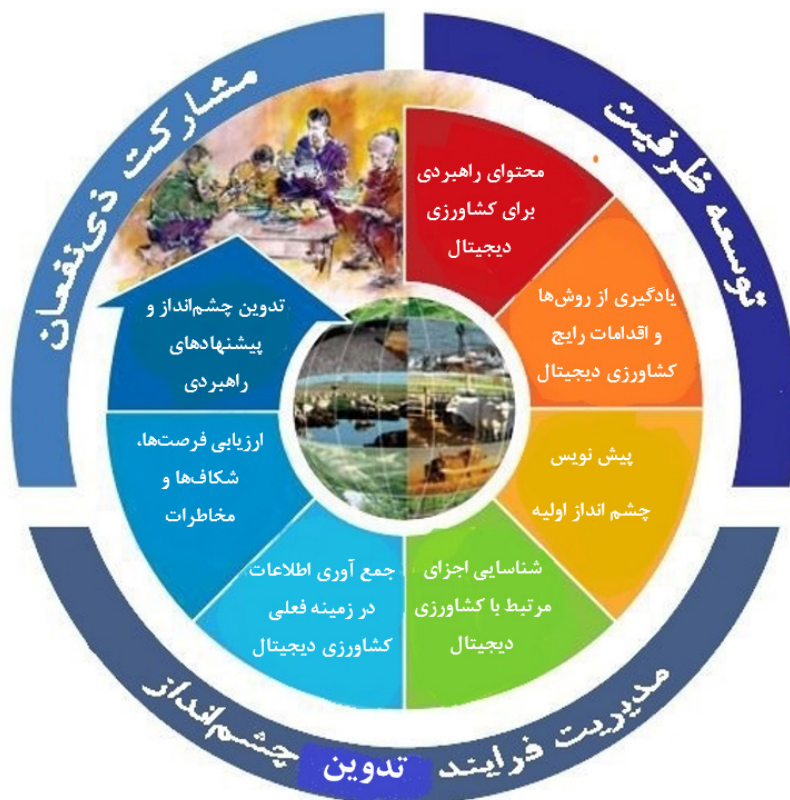 مشارکت ذی‌نفعان
توسعه ظرفیت
محتوای راهبردی
برای کشاورزی
دیجیتال
یادگیری از روش‌ها
و اقدامات رایج
کشاورزی دیجیتال
پیش نویس
چشم انداز اولیه
شناسایی اجزای
مرتبط با کشاورزی
دیجیتال
جمع آوری اطلاعات
در زمینه فعلی
کشاورزی دیجیتال
ارزیابی فرصت‌ها،
شکاف‌ها و
مخاطرات
تدوین چشم‌انداز و
پیشنهادهای
راهبردی
مدیریت فرایند تدوین چشم‌انداز